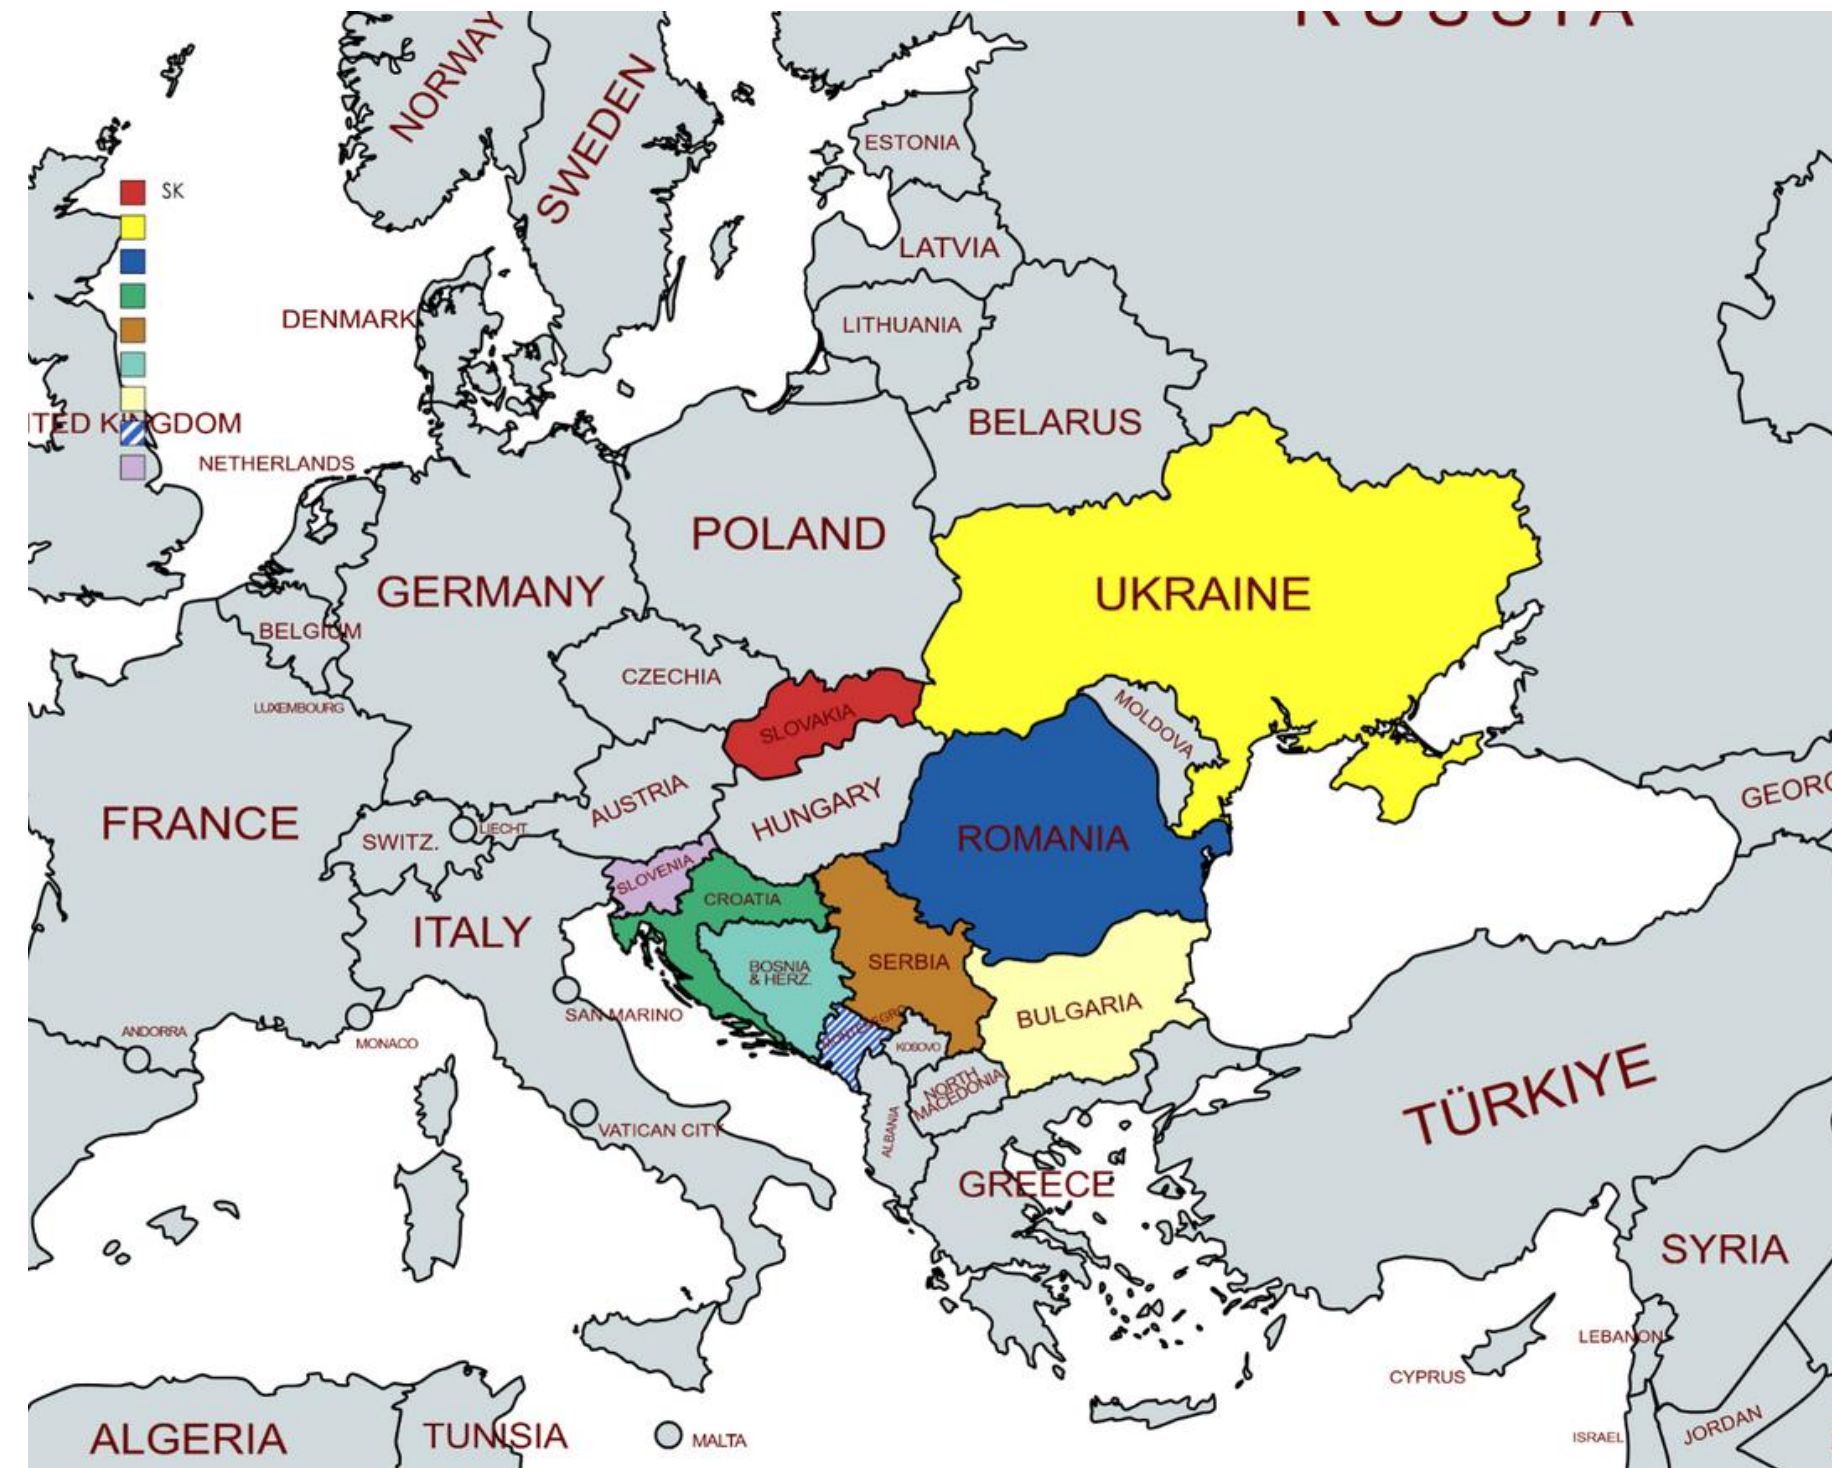 RUSSIA
NORWAY
SWEDEN
ESTONIA
SK
LATVIA
DENMARK
LITHUANIA
BELARUS
ITED KINGDOM
NETHERLANDS
POLAND
GERMANY
UKRAINE
BELGIUM
CZECHIA
LUXEMBOURG
SLOVAKIA
MOLDOVA
AUSTRIA
HUNGARY
GEORG
FRANCE
SWITZ.
LIECHT.
ROMANIA
SLOVENIA
CROATIA
ITALY
SERBIA
BOSNIA
& HERZ.
BULGARIA
SAN MARINO
MONTENEGRO
ANDORRA
MONACO
KOSOVO
NORTH
MACEDONIA
TÜRKIYE
VATICAN CITY
ALBANIA
GREECE
SYRIA
LEBANON
CYPRUS
ALGERIA
TUNISIA
MALTA
ISRAEL
JORDAN